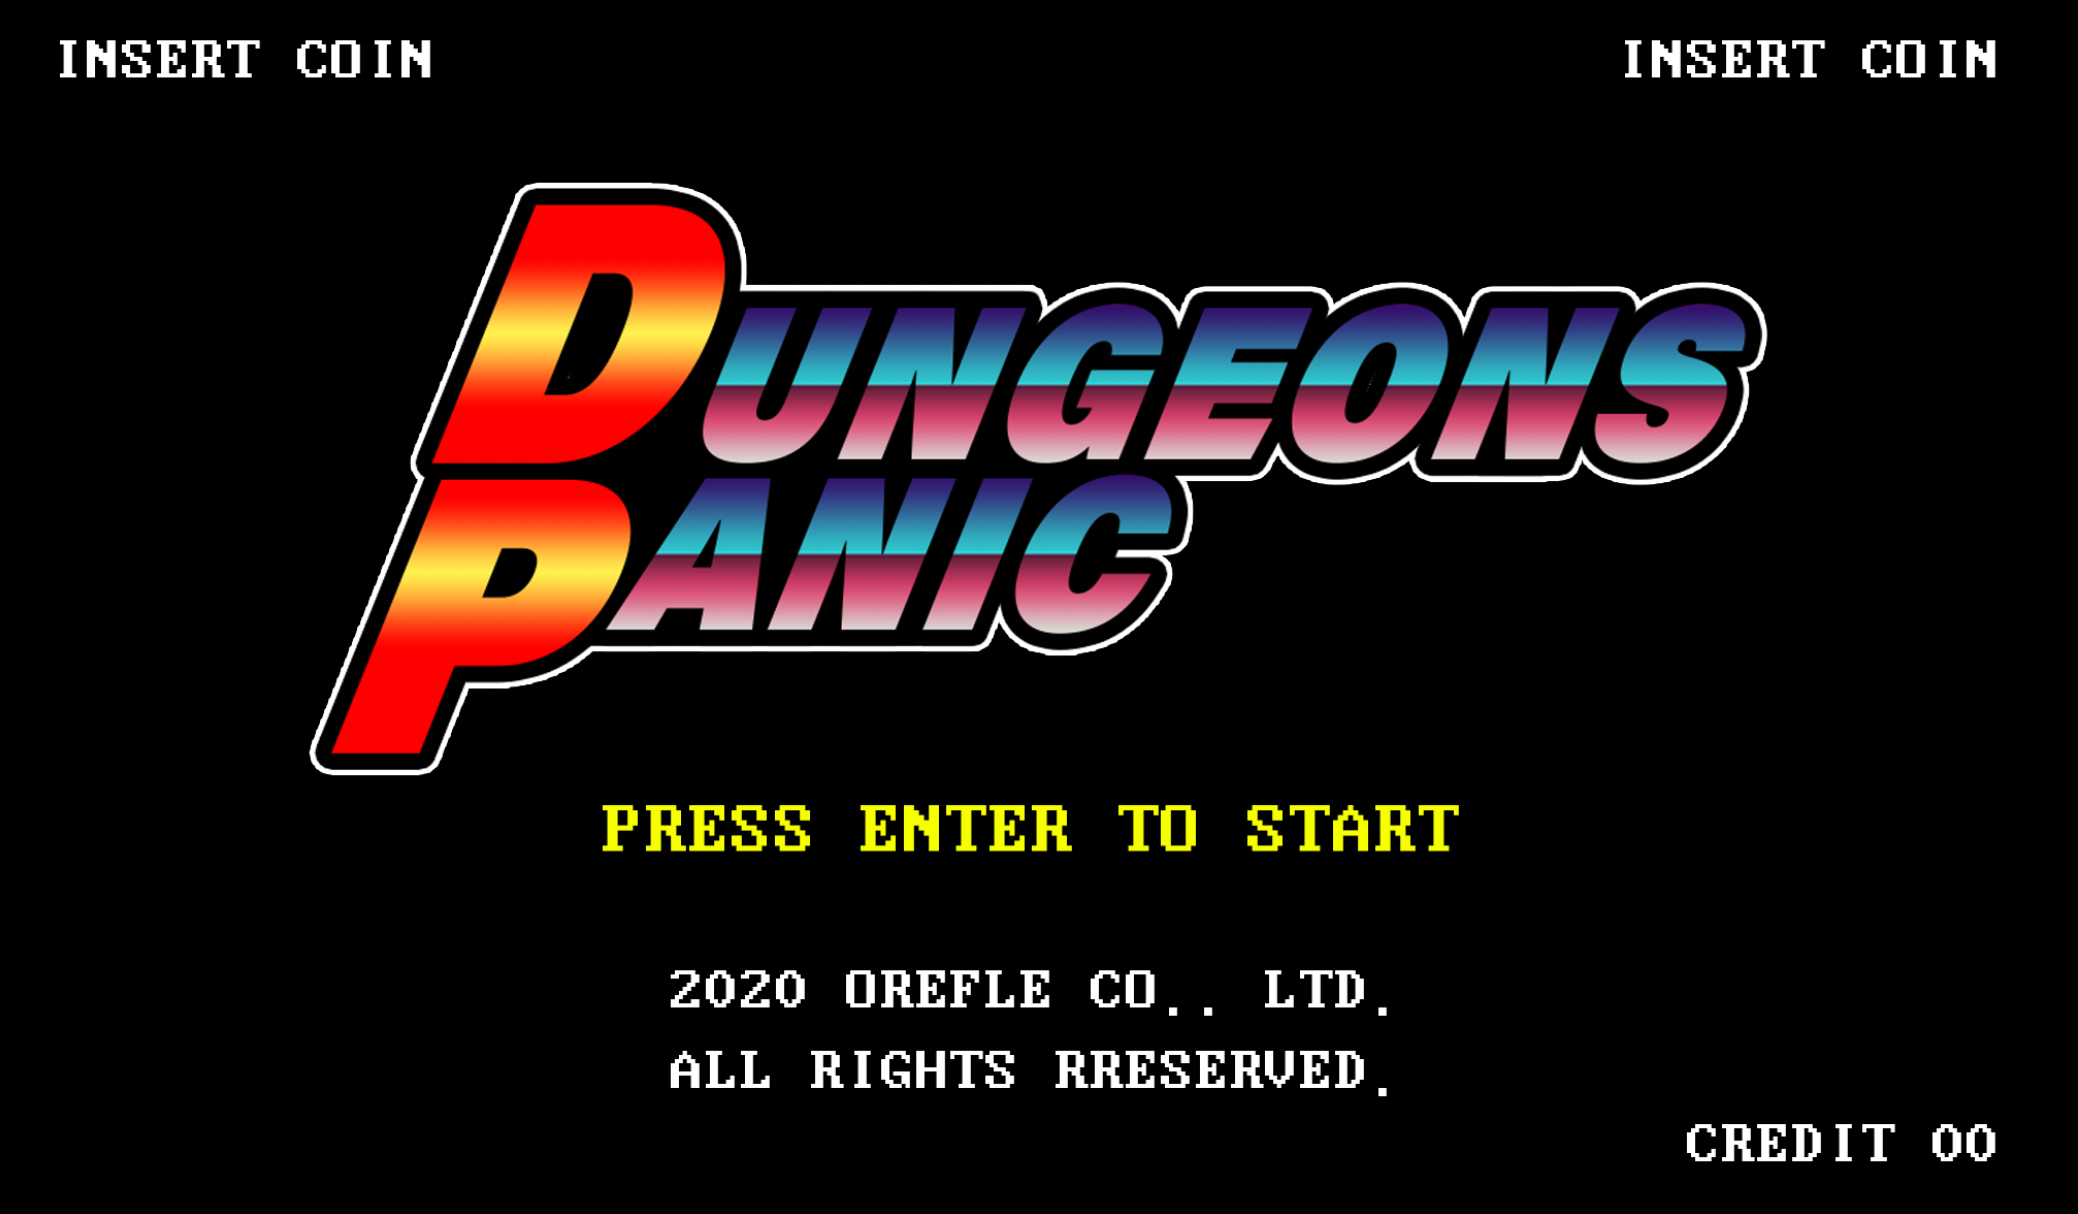 INSERT COIN
INSERT COIN
DUNGEONS
PANIC
PRESS ENTER TO START
2020 OREFLE CO.. LTD.
ALL RIGHTS RRESERVED.
CREDIT 00